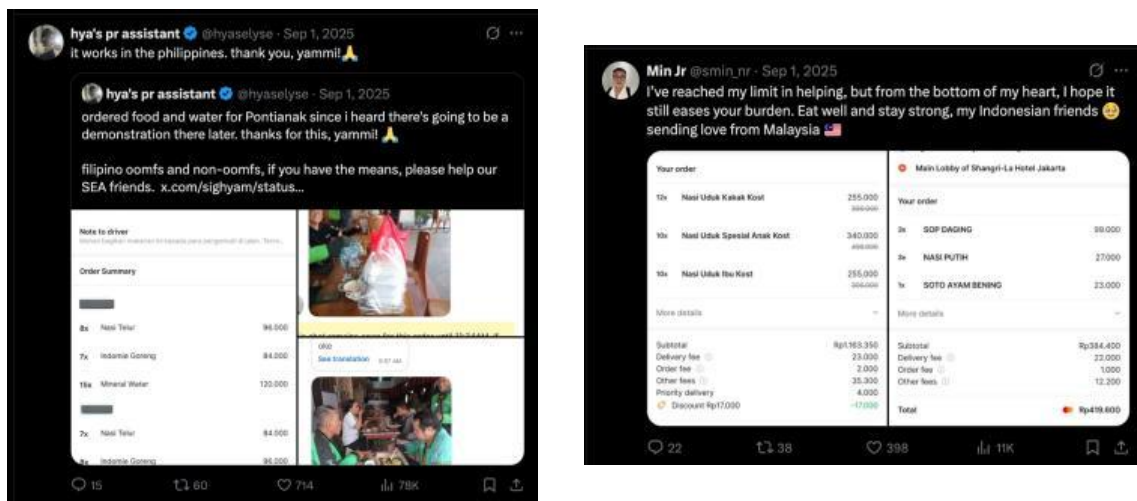 hya's pr assistant @hyaselyse · Sep 1, 2025
it works in the philippines. thank you, yammi!🙏
hya's pr assistant @hyaselyse · Sep 1, 2025
ordered food and water for Pontianak since i heard there's going to be a
demonstration there later. thanks for this, yammi! 🙏
filipino oomfs and non-oomfs, if you have the means, please help our
SEA friends. x.com/sighyam/status...
Note to driver
Order Summary
8x Nasi Telur 96.000
7x Indomie Goreng 84.000
15x Mineral Water 120.000
7x Nasi Telur 84.000
8x Indomie Goreng 96.000
oke
See translation
15 60 714 78K
Min Jr @smin_nr · Sep 1, 2025
I've reached my limit in helping, but from the bottom of my heart, I hope it
still eases your burden. Eat well and stay strong, my Indonesian friends 🥹
sending love from Malaysia 🇲🇾
Your order
12x Nasi Uduk Kakak Kost 255.000
10x Nasi Uduk Spesial Anak Kost 340.000
10x Nasi Uduk Ibu Kost 255.000
More details
Subtotal Rp1.163.350
Delivery fee 23.000
Order fee 2.000
Other fees 35.300
Priority delivery 4.000
Discount Rp17.000 -17.000
Main Lobby of Shangri-La Hotel Jakarta
Your order
SOP DAGING 99.000
NASI PUTIH 27.000
1x SOTO AYAM BENING 23.000
More details
Subtotal Rp384.400
Delivery fee 22.000
Order fee 1.000
Other fees 12.200
Total Rp419.600
22 38 398 11K